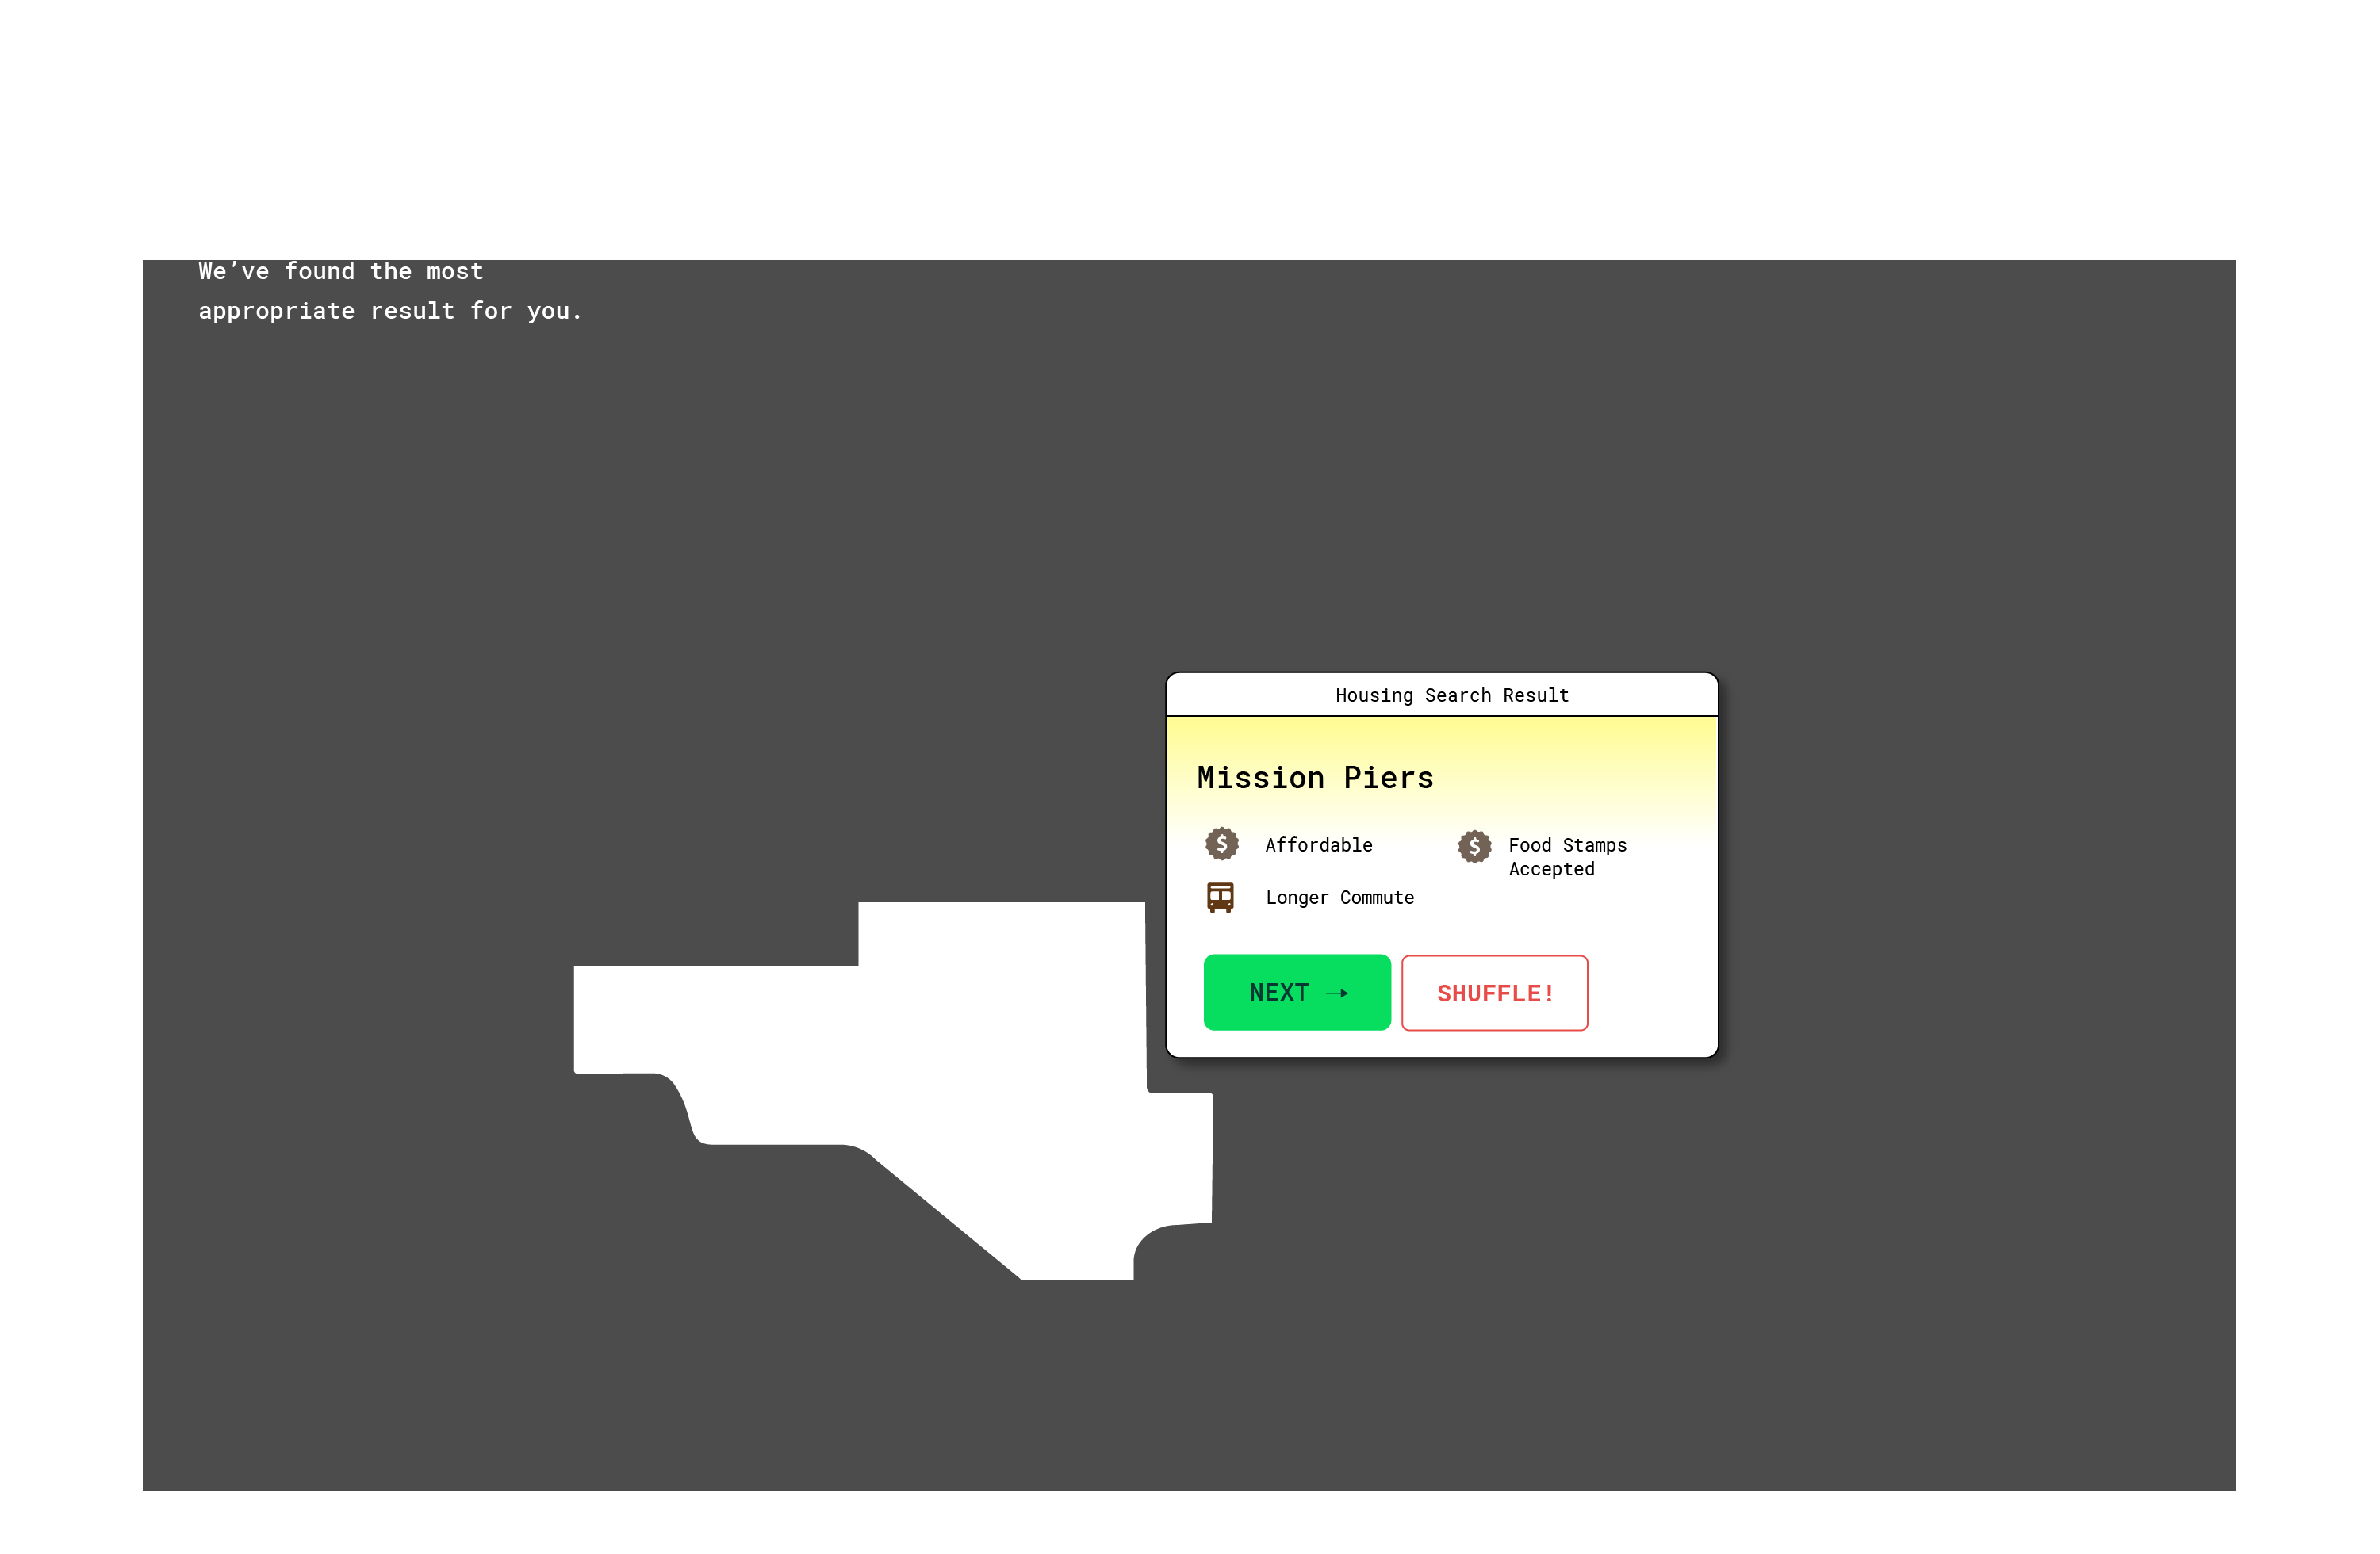 We’ve found the most
appropriate result for you.
Housing Search Result
Mission Piers
Affordable
Food Stamps
Accepted
Longer Commute
NEXT →
SHUFFLE!